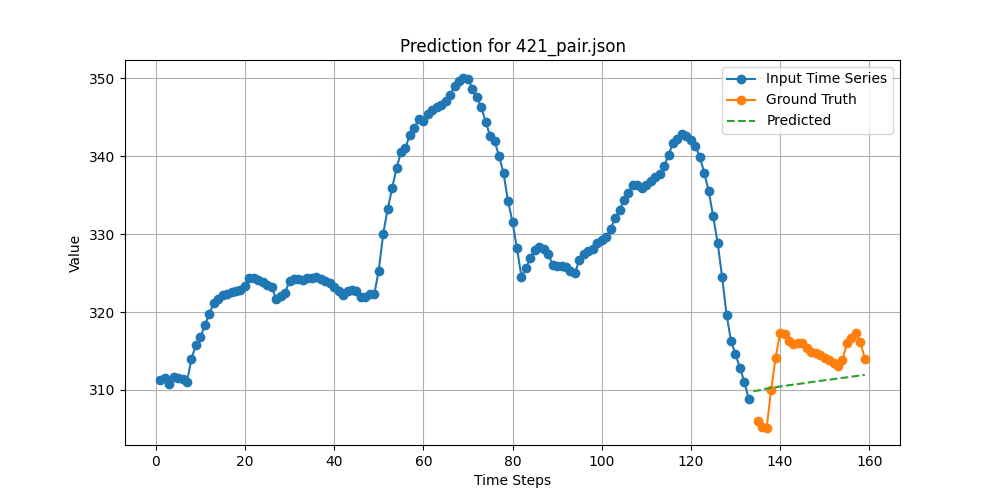 Prediction for 421_pair.json
Input Time Series
Ground Truth
Predicted
350
340
330
320
310
Value
0 20 40 60 80 100 120 140 160
Time Steps